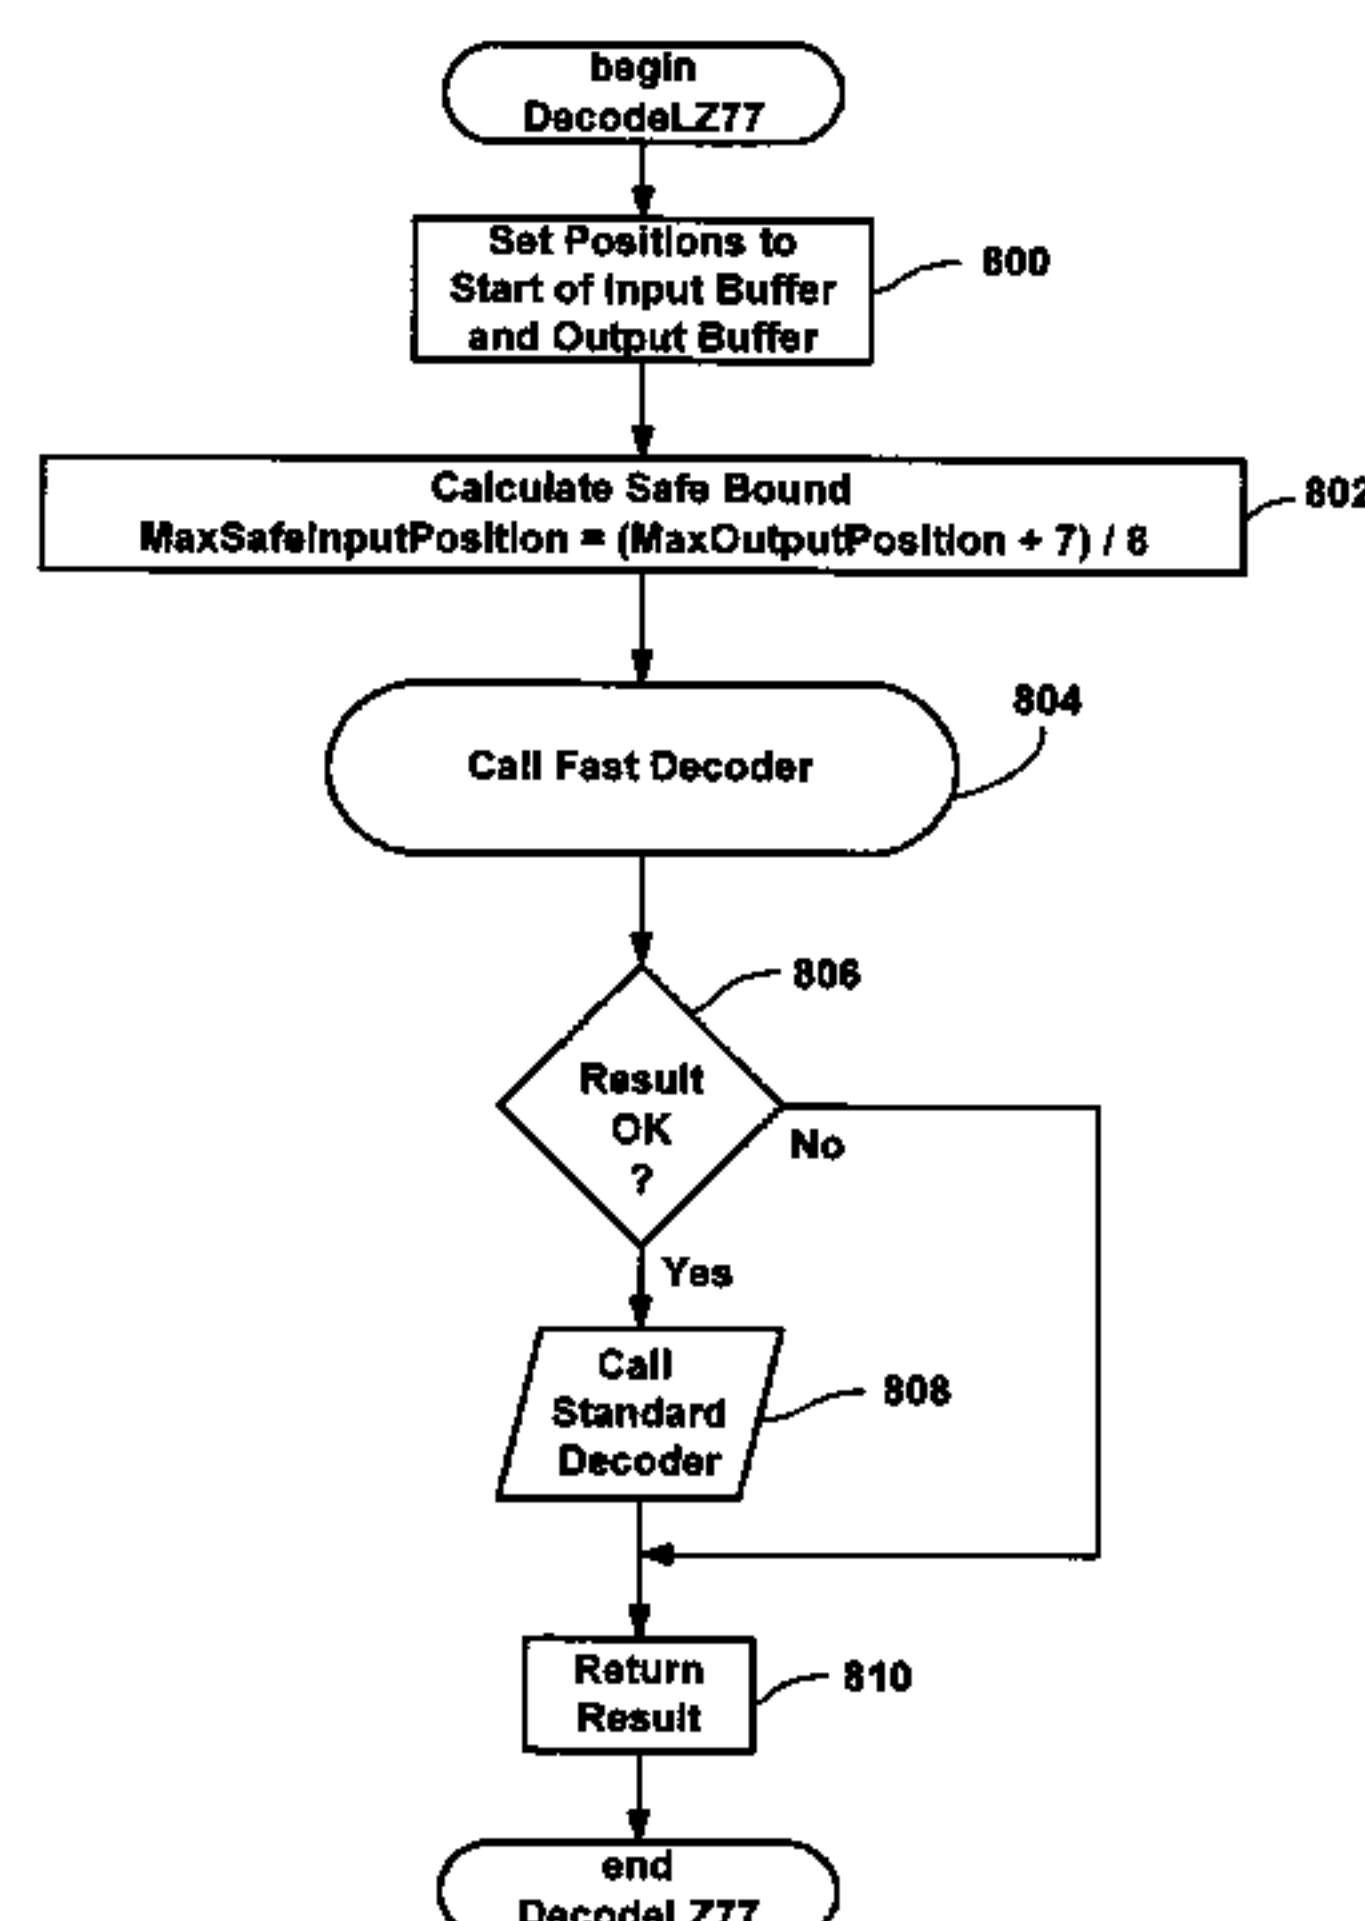 begin
DecodeLZ77
Set Positions to
Start of Input Buffer
and Output Buffer
800
Calculate Safe Bound
MaxSafeInputPosition = (MaxOutputPosition + 7) / 8
802
804
Call Fast Decoder
806
Result
OK
?
No
Yes
Call
Standard
Decoder
808
Return
Result
810
end
DecodeLZ77